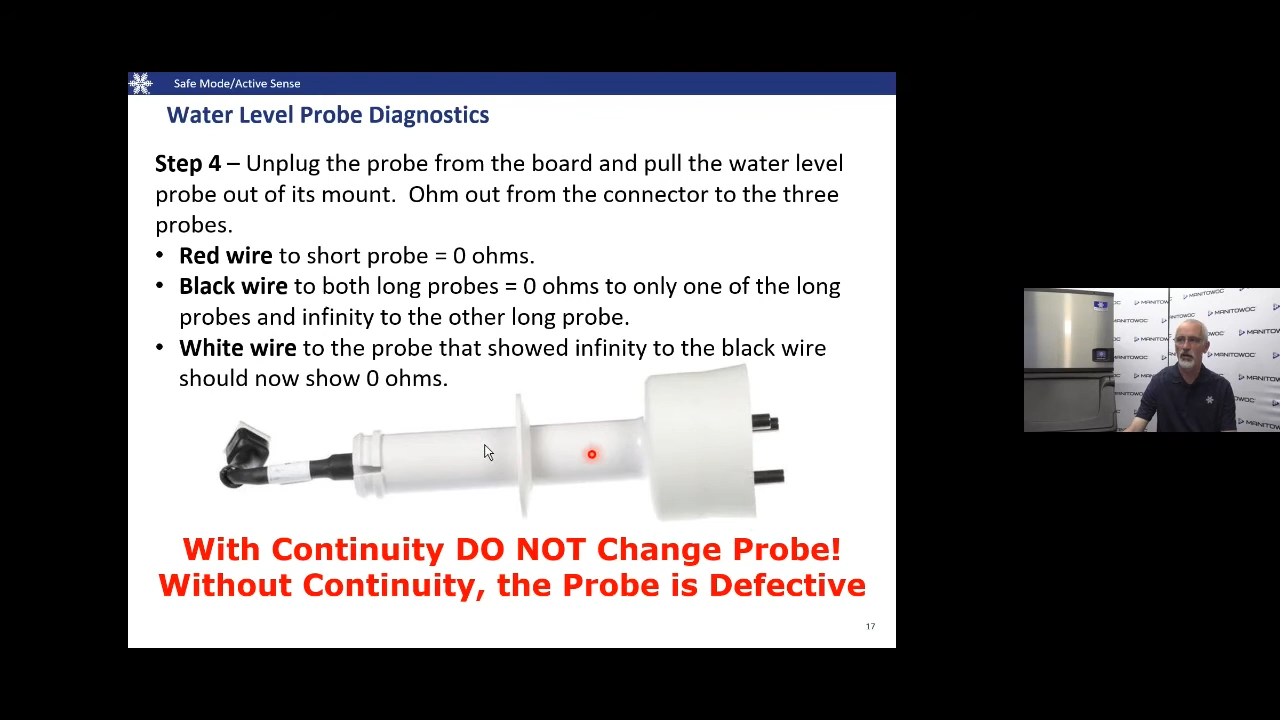 Safe Mode/Active Sense
Water Level Probe Diagnostics
Step 4 – Unplug the probe from the board and pull the water level
probe out of its mount.  Ohm out from the connector to the three
probes.
• Red wire to short probe = 0 ohms.
• Black wire to both long probes = 0 ohms to only one of the long
probes and infinity to the other long probe.
• White wire to the probe that showed infinity to the black wire
should now show 0 ohms.
With Continuity DO NOT Change Probe!
Without Continuity, the Probe is Defective
17
MANITOWOC
MANITOWOC
MANITOWOC
MANITOWOC
MANITOWOC